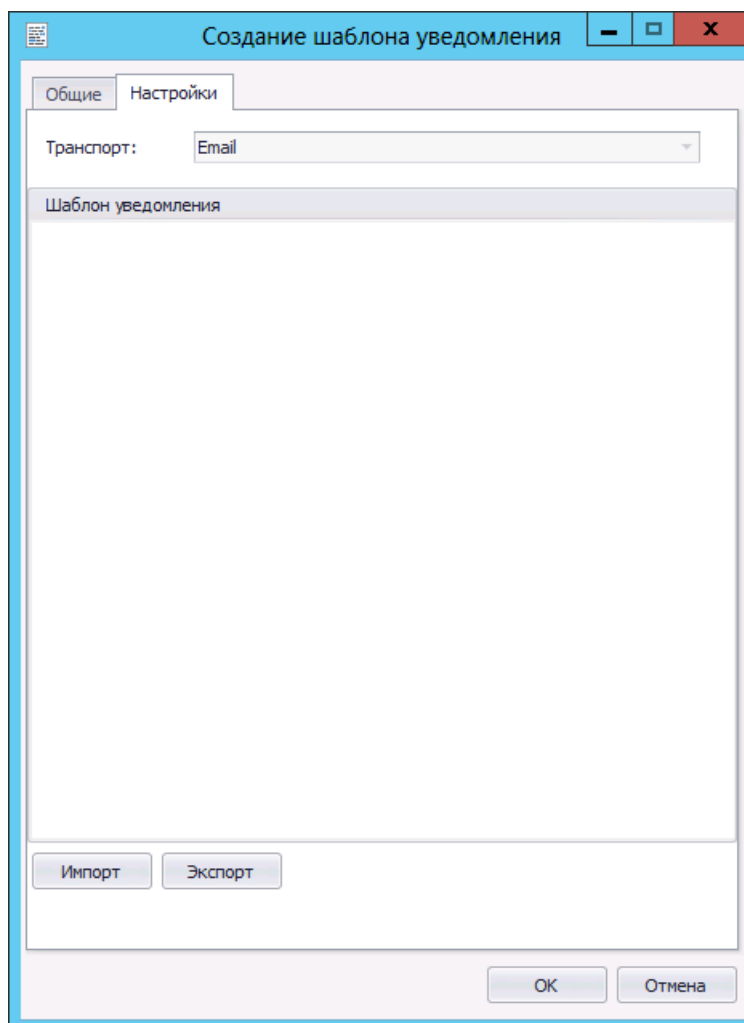 Создание шаблона уведомления
Общие Настройки
Транспорт: Email
Шаблон уведомления
Импорт Экспорт
OK Отмена